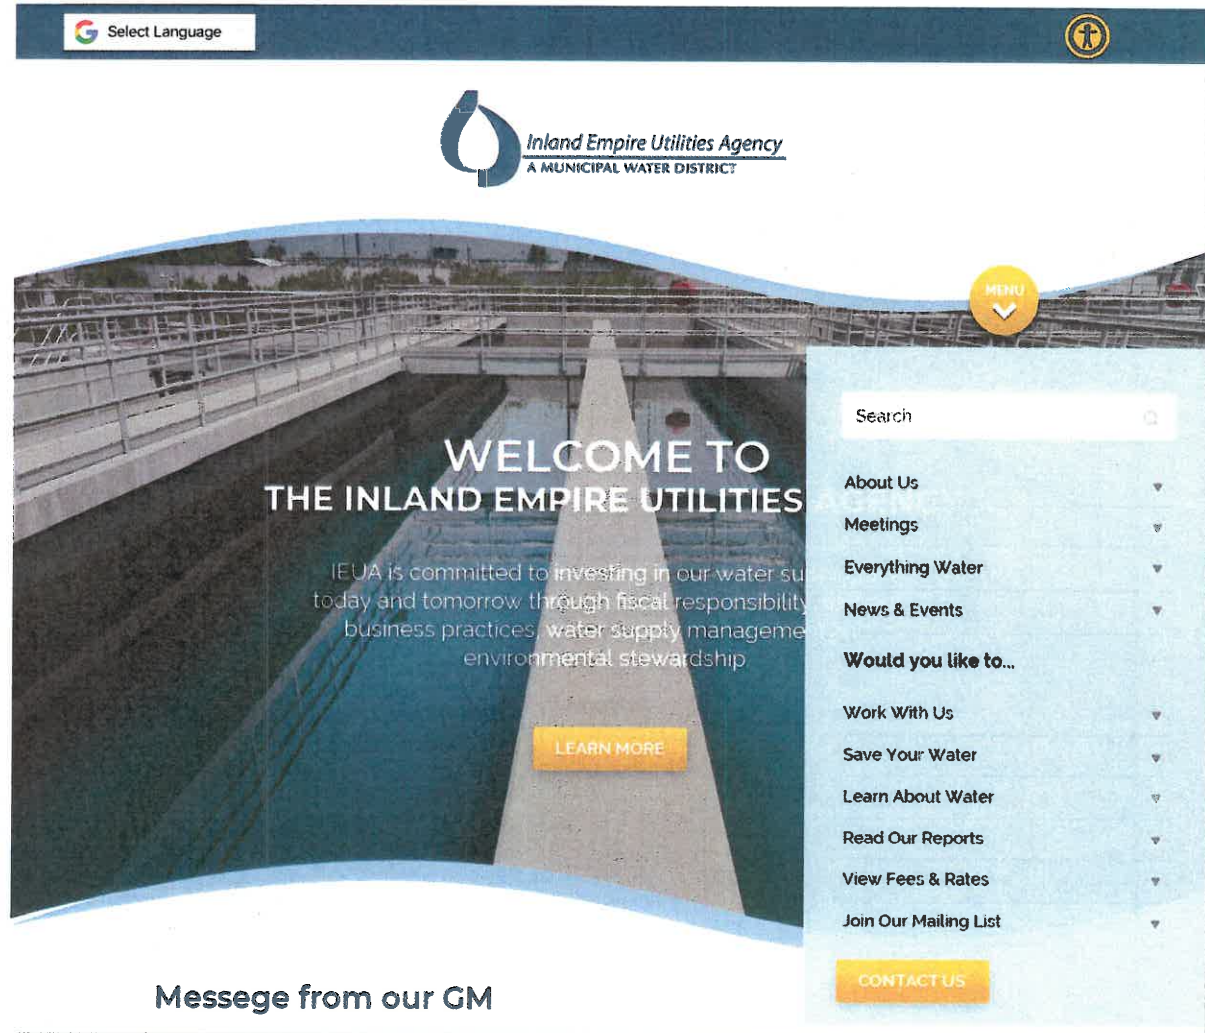 Select Language
Inland Empire Utilities Agency
A MUNICIPAL WATER DISTRICT
MENU
Search
WELCOME TO
THE INLAND EMPIRE UTILITIES
IEUA is committed to investing in our water su
today and tomorrow through fiscal responsibility,
business practices, water supply manageme
environmental stewardship
LEARN MORE
About Us
Meetings
Everything Water
News & Events
Would you like to...
Work With Us
Save Your Water
Learn About Water
Read Our Reports
View Fees & Rates
Join Our Mailing List
CONTACT US
Messege from our GM